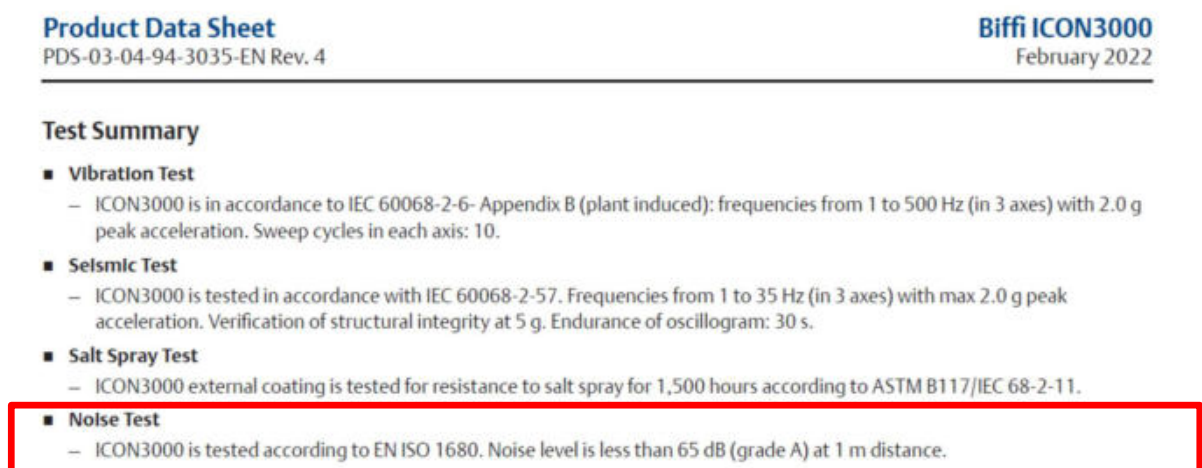 Product Data Sheet
Biffi ICON3000
PDS-03-04-94-3035-EN Rev. 4
February 2022
Test Summary
■ Vibration Test
– ICON3000 is in accordance to IEC 60068-2-6- Appendix B (plant induced): frequencies from 1 to 500 Hz (in 3 axes) with 2.0 g
peak acceleration. Sweep cycles in each axis: 10.
■ Seismic Test
– ICON3000 is tested in accordance with IEC 60068-2-57. Frequencies from 1 to 35 Hz (in 3 axes) with max 2.0 g peak
acceleration. Verification of structural integrity at 5 g. Endurance of oscillogram: 30 s.
■ Salt Spray Test
– ICON3000 external coating is tested for resistance to salt spray for 1,500 hours according to ASTM B117/IEC 68-2-11.
■ Noise Test
– ICON3000 is tested according to EN ISO 1680. Noise level is less than 65 dB (grade A) at 1 m distance.